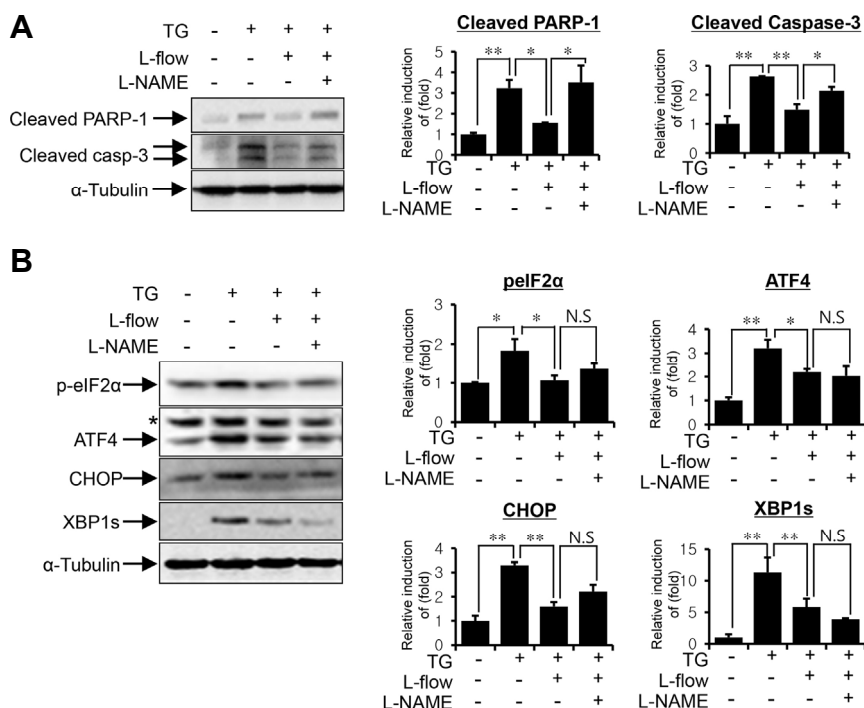 A
TG - + + +
L-flow - - + +
L-NAME - - - +
Cleaved PARP-1
Cleaved casp-3
α-Tubulin
Cleaved PARP-1
Relative induction
of (fold)
5
4
3
2
1
0
** * *
TG - + + +
L-flow - - + +
L-NAME - - - +
Cleaved Caspase-3
Relative induction
of (fold)
3
2
1
0
** ** *
TG - + + +
L-flow - - + +
L-NAME - - - +
B
TG - + + +
L-flow - - + +
L-NAME - - - +
p-eIF2α
*
ATF4
CHOP
XBP1s
α-Tubulin
peIF2α
Relative induction
of (fold)
3
2
1
0
* * N.S
TG - + + +
L-flow - - + +
L-NAME - - - +
ATF4
Relative induction
of (fold)
4
3
2
1
0
** * N.S
TG - + + +
L-flow - - + +
L-NAME - - - +
CHOP
Relative induction
of (fold)
4
3
2
1
0
** ** N.S
TG - + + +
L-flow - - + +
L-NAME - - - +
XBP1s
Relative induction
of (fold)
15
10
5
0
** ** N.S
TG - + + +
L-flow - - + +
L-NAME - - - +